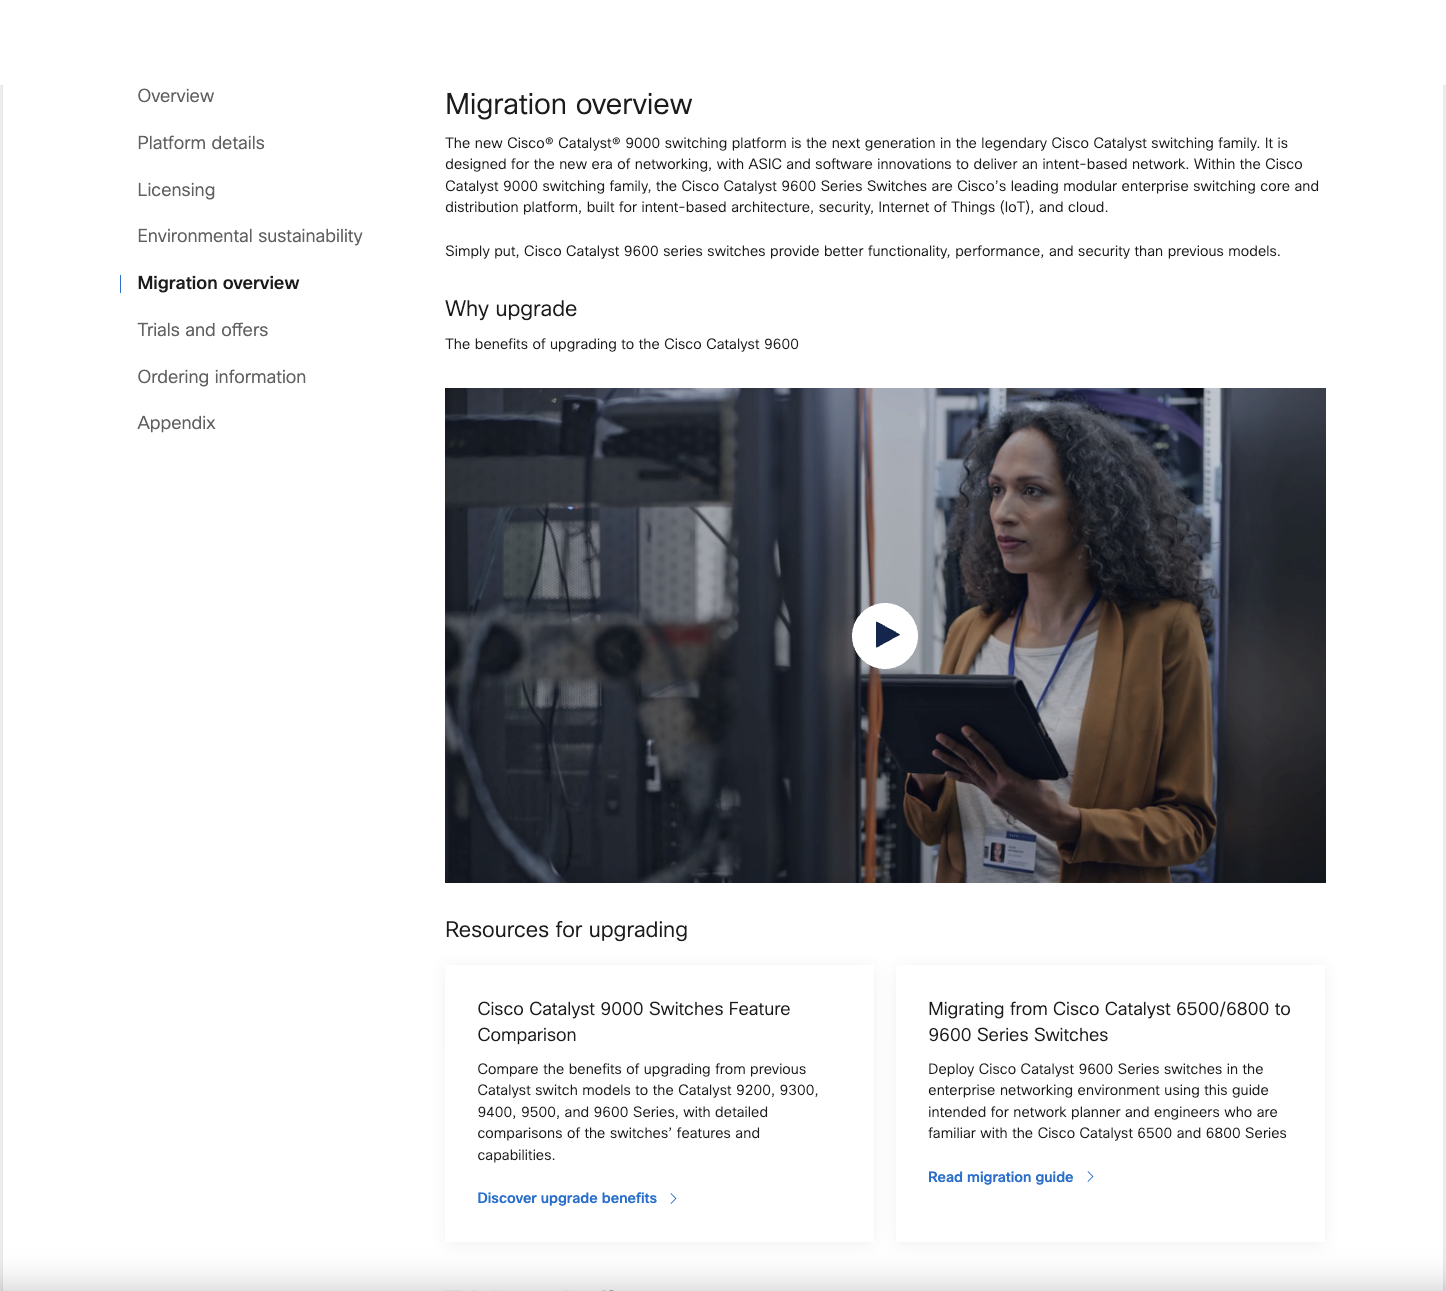 Overview
Platform details
Licensing
Environmental sustainability
Migration overview
Trials and offers
Ordering information
Appendix
Migration overview
The new Cisco® Catalyst® 9000 switching platform is the next generation in the legendary Cisco Catalyst switching family. It is
designed for the new era of networking, with ASIC and software innovations to deliver an intent-based network. Within the Cisco
Catalyst 9000 switching family, the Cisco Catalyst 9600 Series Switches are Cisco's leading modular enterprise switching core and
distribution platform, built for intent-based architecture, security, Internet of Things (IoT), and cloud.
Simply put, Cisco Catalyst 9600 series switches provide better functionality, performance, and security than previous models.
Why upgrade
The benefits of upgrading to the Cisco Catalyst 9600
Resources for upgrading
Cisco Catalyst 9000 Switches Feature
Comparison
Compare the benefits of upgrading from previous
Catalyst switch models to the Catalyst 9200, 9300,
9400, 9500, and 9600 Series, with detailed
comparisons of the switches' features and
capabilities.
Discover upgrade benefits
Migrating from Cisco Catalyst 6500/6800 to
9600 Series Switches
Deploy Cisco Catalyst 9600 Series switches in the
enterprise networking environment using this guide
intended for network planner and engineers who are
familiar with the Cisco Catalyst 6500 and 6800 Series
Read migration guide